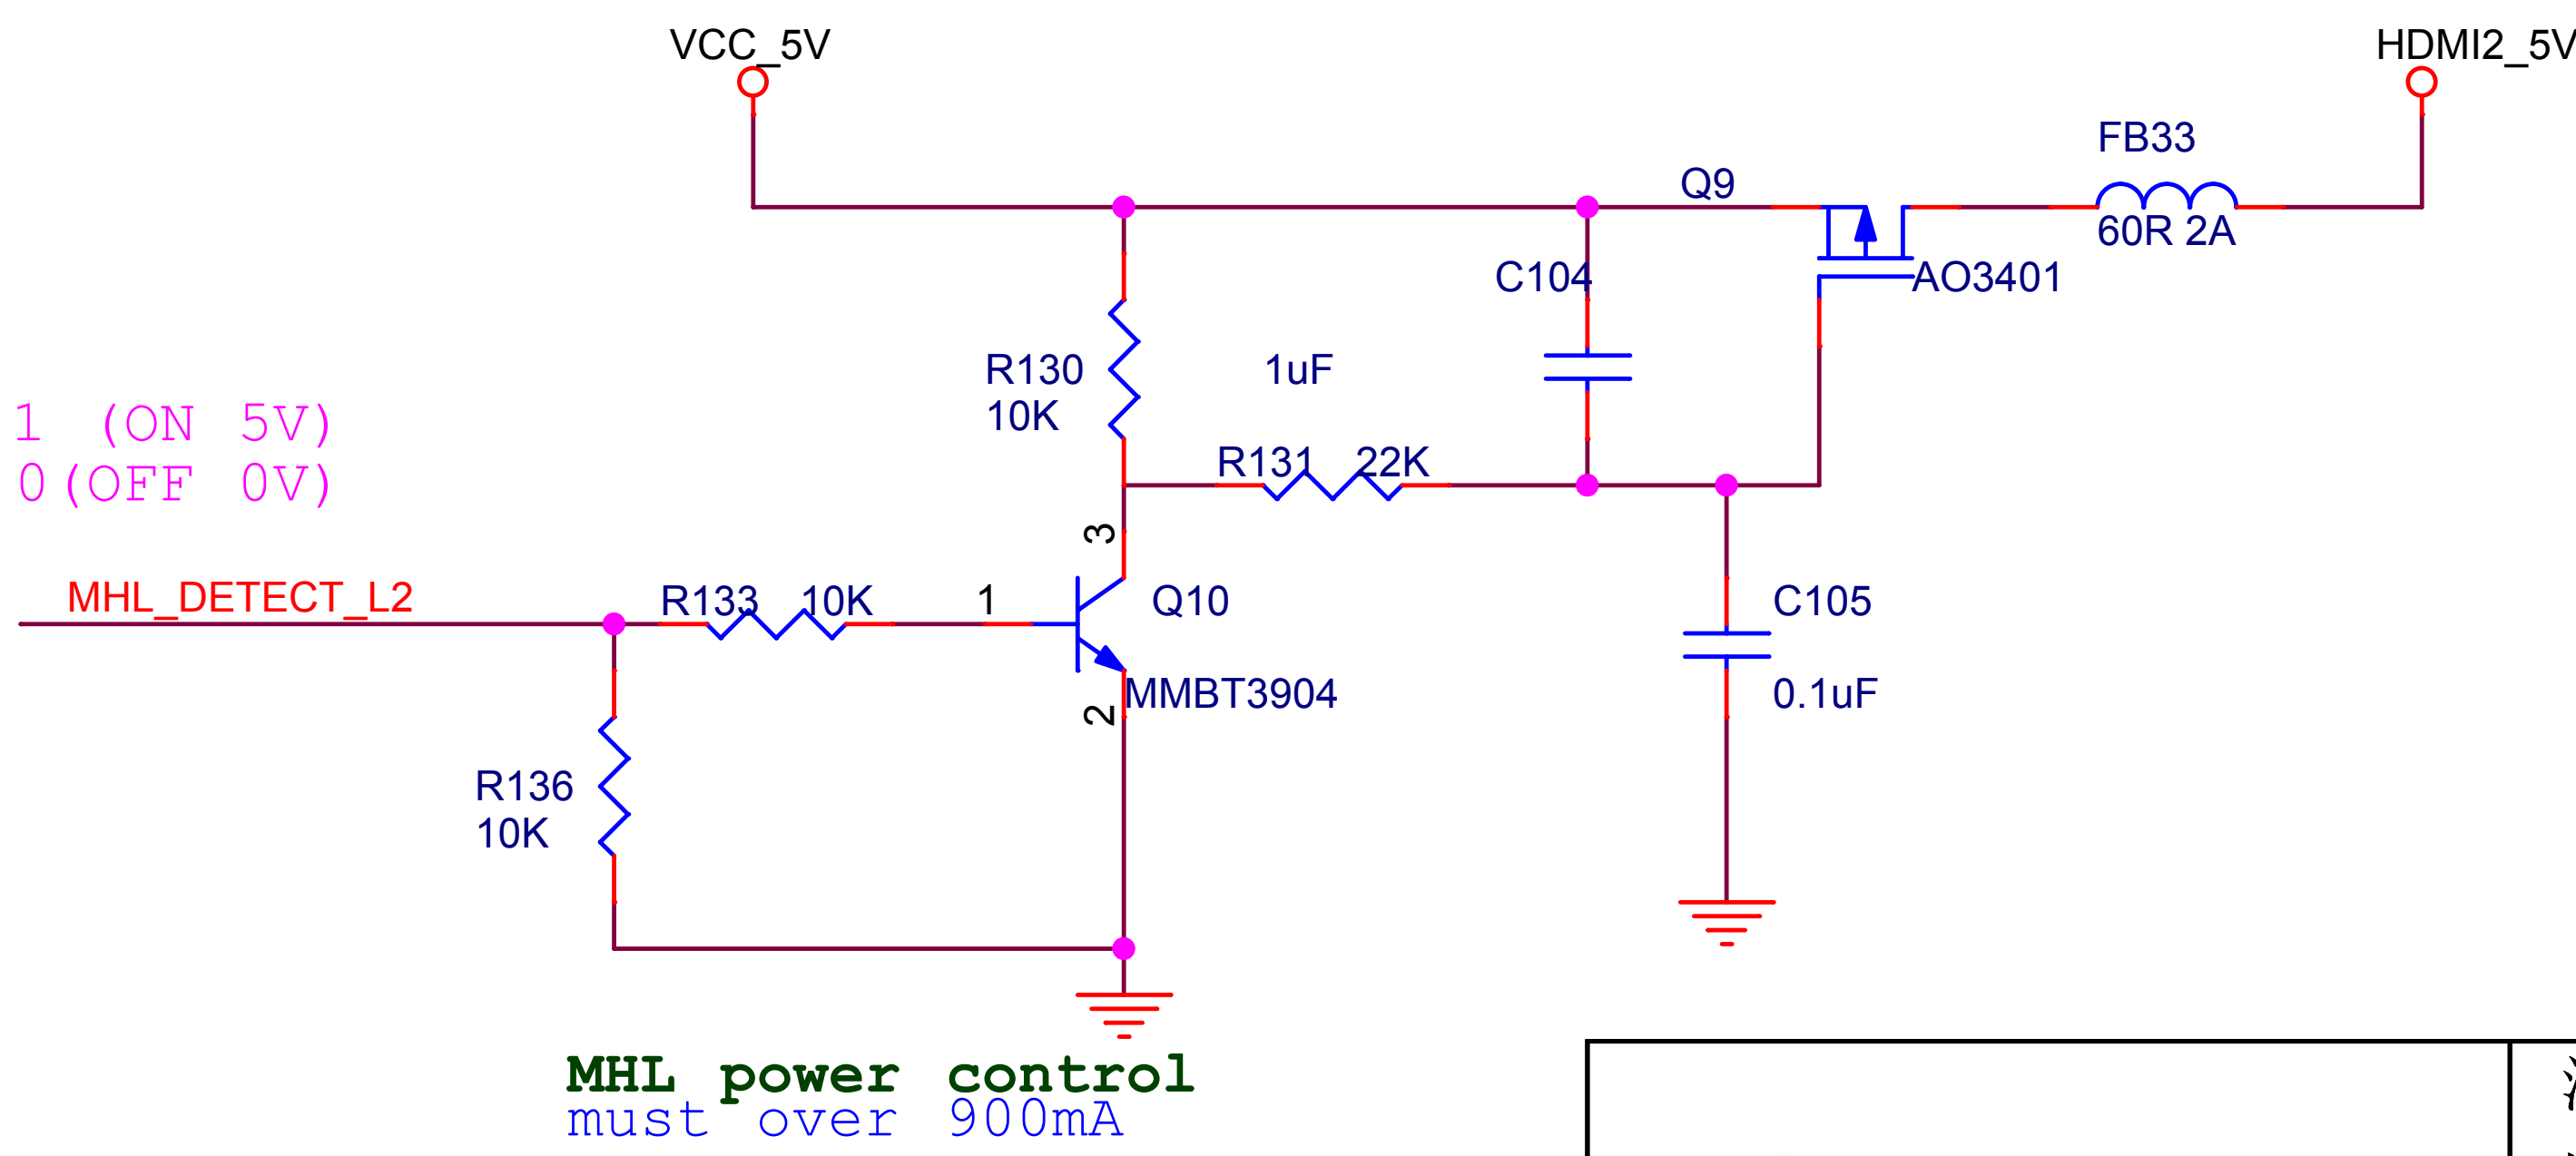 VCC_5V
HDMI2_5V
FB33
60R 2A
Q9
AO3401
C104
1uF
R130
10K
1 (ON 5V)
0(OFF 0V)
R131 22K
3
MHL_DETECT_L2
R133 10K
1
Q10
MMBT3904
2
C105
0.1uF
R136
10K
MHL power control
must over 900mA